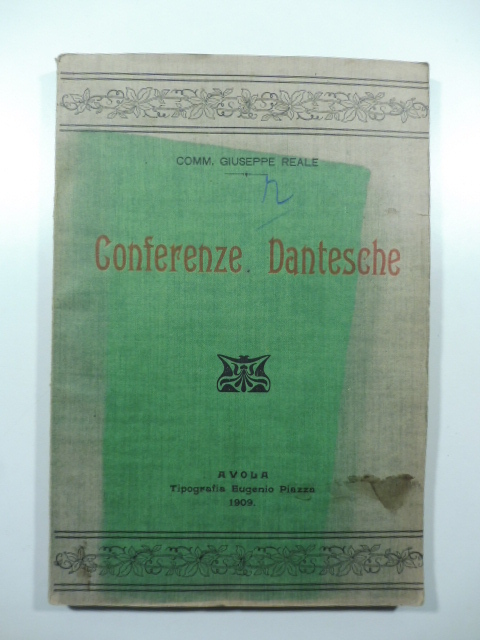 COMM. GIUSEPPE REALE
Conferenze Dantesche
AVOLA
Tipografia Eugenio Piazza
1909.